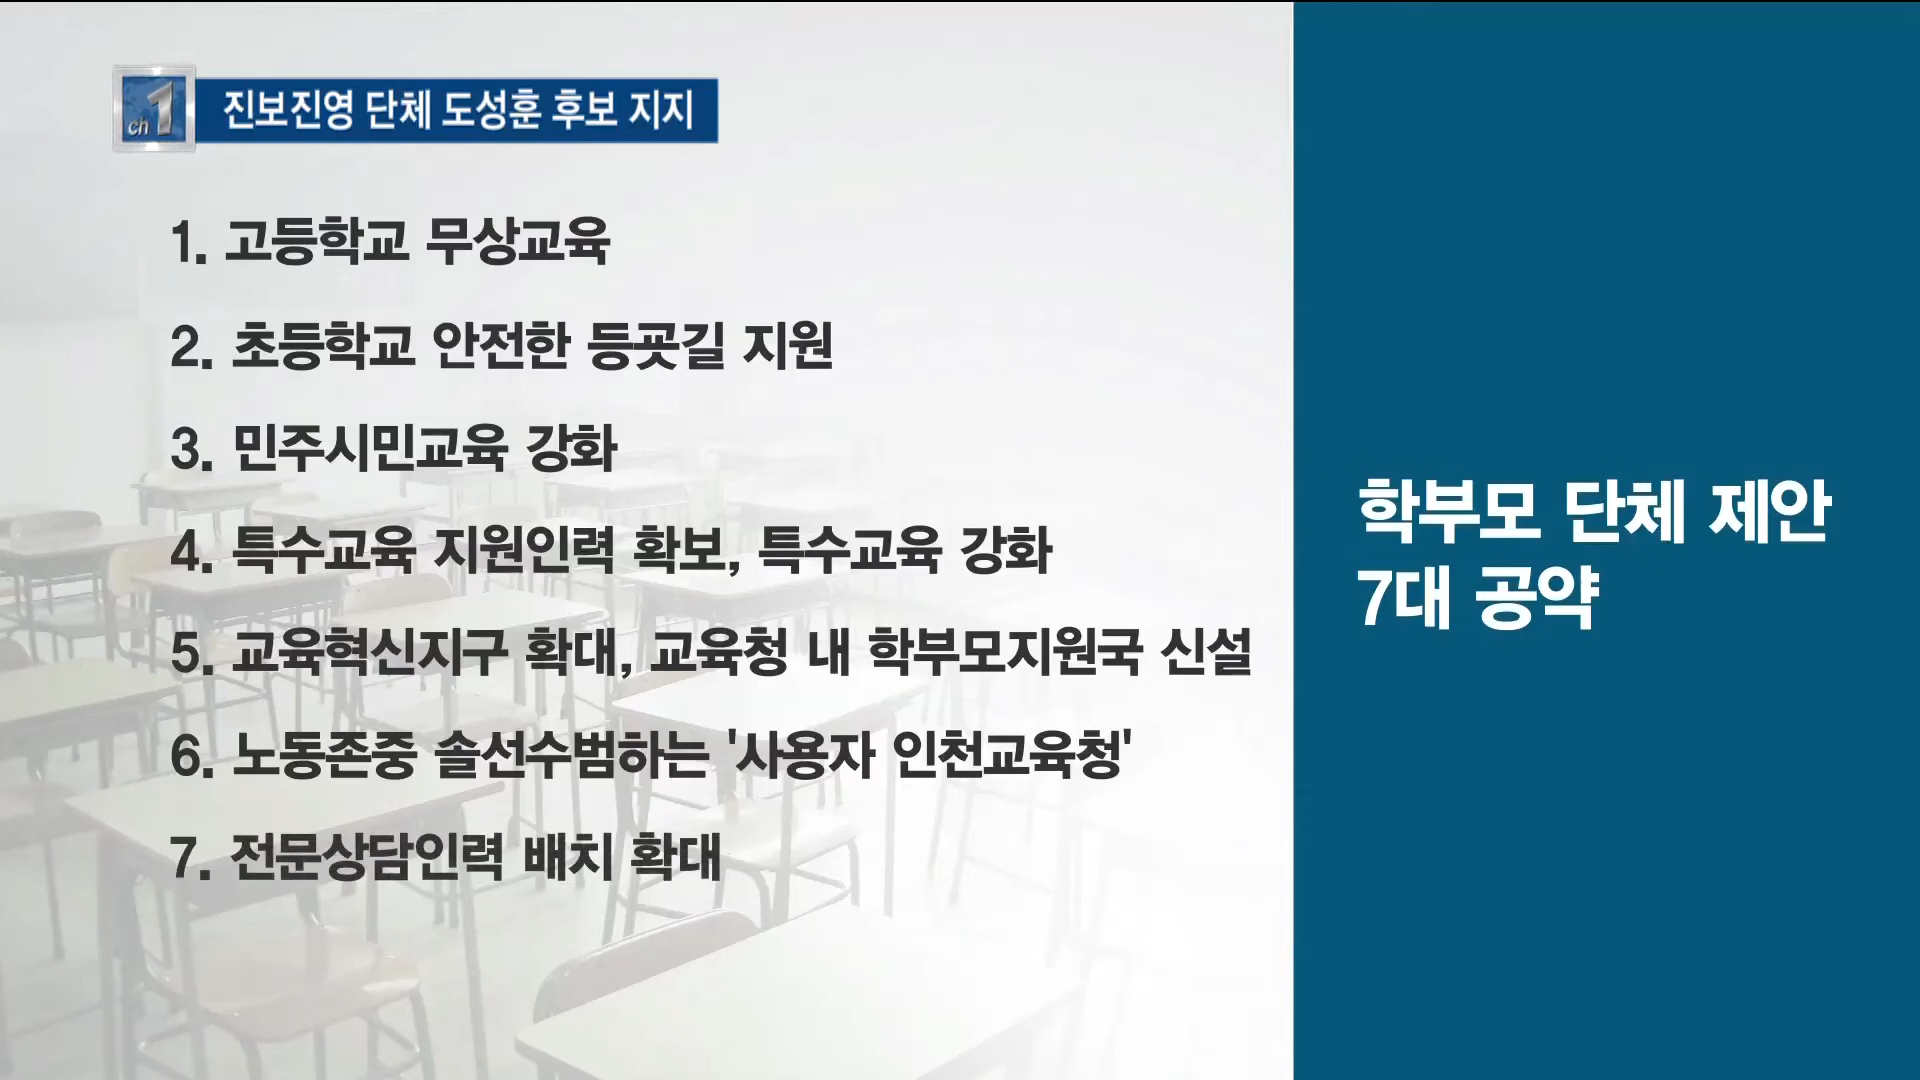 ch 1
진보진영 단체 도성훈 후보 지지
1. 고등학교 무상교육
2. 초등학교 안전한 등굣길 지원
3. 민주시민교육 강화
4. 특수교육 지원인력 확보, 특수교육 강화
5. 교육혁신지구 확대, 교육청 내 학부모지원국 신설
6. 노동존중 솔선수범하는 '사용자 인천교육청'
7. 전문상담인력 배치 확대
학부모 단체 제안
7대 공약